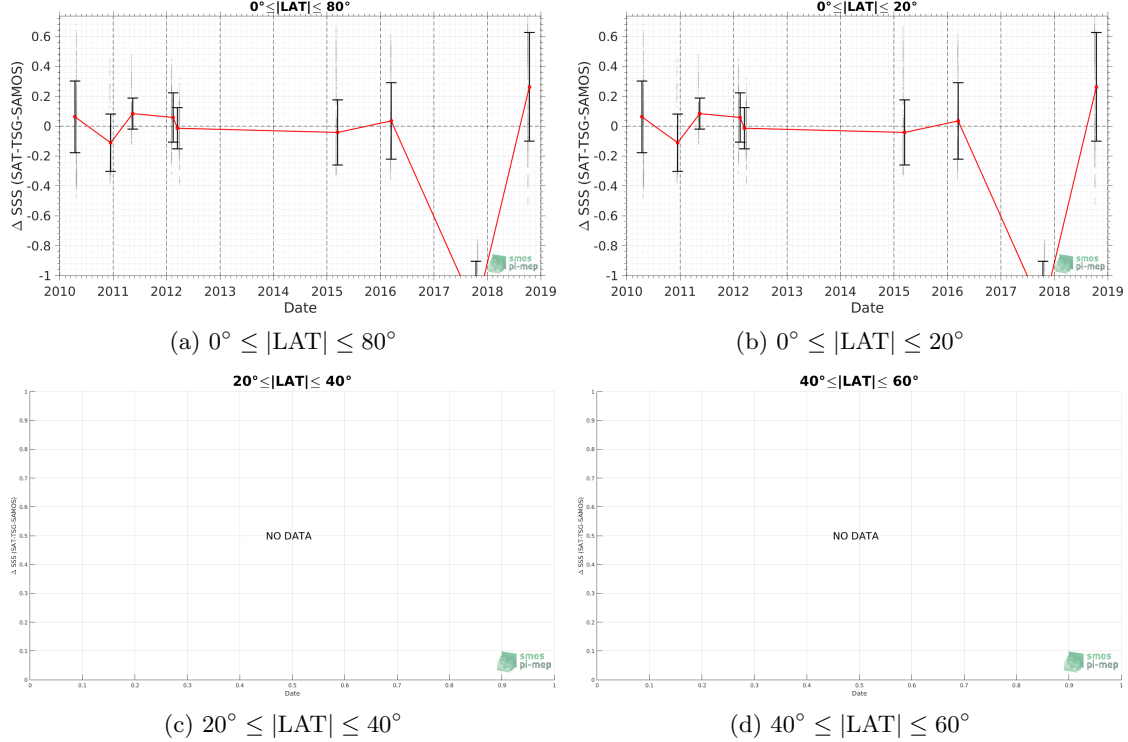 0°≤|LAT|≤ 80°
Δ SSS (SAT-TSG-SAMOS)
0.6
0.4
0.2
0
-0.2
-0.4
-0.6
-0.8
-1
2010 2011 2012 2013 2014 2015 2016 2017 2018 2019
Date
smos
pi-mep
(a) 0° ≤ |LAT| ≤ 80°
0°≤|LAT|≤ 20°
Δ SSS (SAT-TSG-SAMOS)
0.6
0.4
0.2
0
-0.2
-0.4
-0.6
-0.8
-1
2010 2011 2012 2013 2014 2015 2016 2017 2018 2019
Date
smos
pi-mep
(b) 0° ≤ |LAT| ≤ 20°
20°≤|LAT|≤ 40°
Δ SSS (SAT-TSG-SAMOS)
1
0.9
0.8
0.7
0.6
0.5
0.4
0.3
0.2
0.1
0
NO DATA
0 0.1 0.2 0.3 0.4 0.5 0.6 0.7 0.8 0.9 1
Date
smos
pi-mep
(c) 20° ≤ |LAT| ≤ 40°
40°≤|LAT|≤ 60°
Δ SSS (SAT-TSG-SAMOS)
1
0.9
0.8
0.7
0.6
0.5
0.4
0.3
0.2
0.1
0
NO DATA
0 0.1 0.2 0.3 0.4 0.5 0.6 0.7 0.8 0.9 1
Date
smos
pi-mep
(d) 40° ≤ |LAT| ≤ 60°